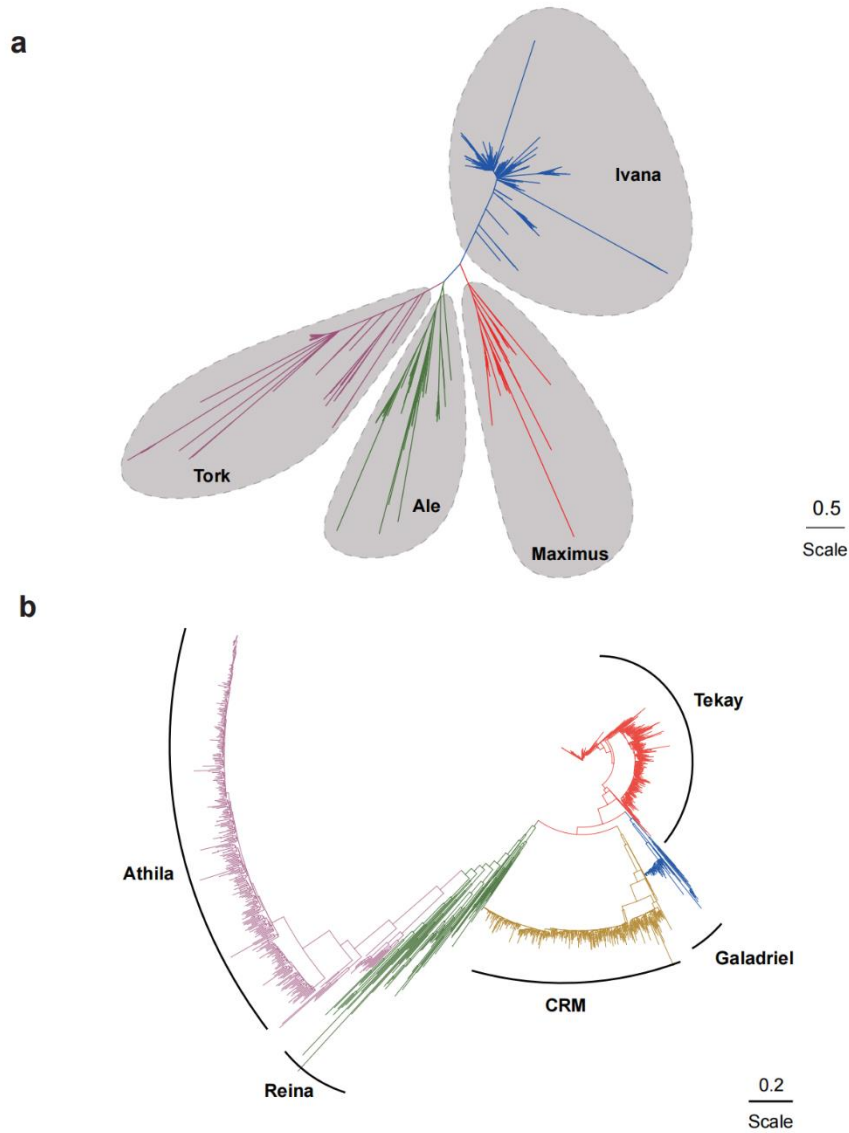 a
Ivana
Tork
Ale
Maximus
0.5
Scale
b
Tekay
Athila
Galadriel
CRM
Reina
0.2
Scale